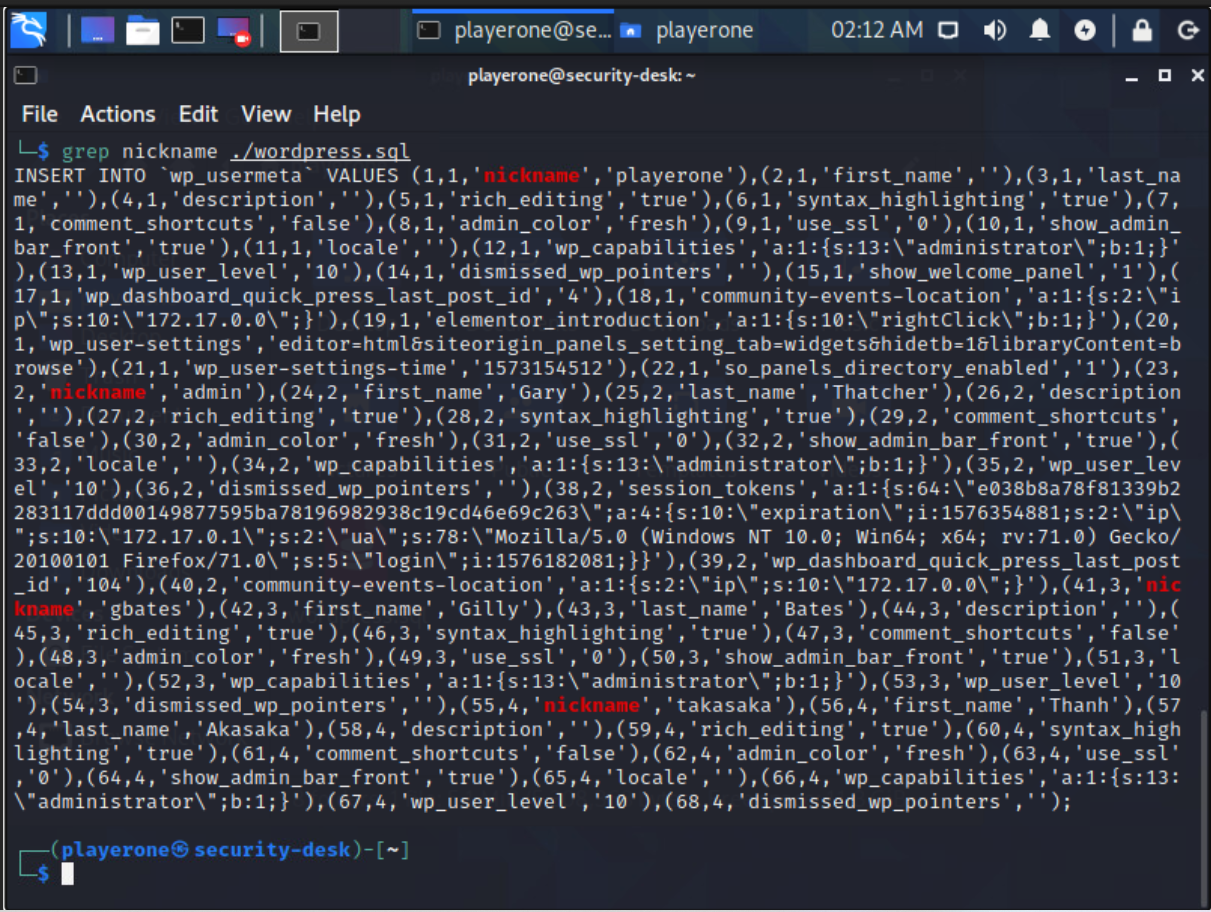 playerone@se...
playerone
02:12 AM
playerone@security-desk: ~
File Actions Edit View Help
└─$ grep nickname ./wordpress.sql
INSERT INTO `wp_usermeta` VALUES (1,1,'nickname','playerone'),(2,1,'first_name',''),(3,1,'last_na
me',''),(4,1,'description',''),(5,1,'rich_editing','true'),(6,1,'syntax_highlighting','true'),(7,
1,'comment_shortcuts','false'),(8,1,'admin_color','fresh'),(9,1,'use_ssl','0'),(10,1,'show_admin_
bar_front','true'),(11,1,'locale',''),(12,1,'wp_capabilities','a:1:{s:13:\"administrator\";b:1;}'
),(13,1,'wp_user_level','10'),(14,1,'dismissed_wp_pointers',''),(15,1,'show_welcome_panel','1'),(
17,1,'wp_dashboard_quick_press_last_post_id','4'),(18,1,'community-events-location','a:1:{s:2:\"i
p\";s:10:\"172.17.0.0\";}'),(19,1,'elementor_introduction','a:1:{s:10:\"rightClick\";b:1;}'),(20,
1,'wp_user-settings','editor=html&siteorigin_panels_setting_tab=widgets&hidetb=1&libraryContent=b
rowse'),(21,1,'wp_user-settings-time','1573154512'),(22,1,'so_panels_directory_enabled','1'),(23,
2,'nickname','admin'),(24,2,'first_name','Gary'),(25,2,'last_name','Thatcher'),(26,2,'description
',''),(27,2,'rich_editing','true'),(28,2,'syntax_highlighting','true'),(29,2,'comment_shortcuts',
'false'),(30,2,'admin_color','fresh'),(31,2,'use_ssl','0'),(32,2,'show_admin_bar_front','true'),(
33,2,'locale',''),(34,2,'wp_capabilities','a:1:{s:13:\"administrator\";b:1;}'),(35,2,'wp_user_lev
el','10'),(36,2,'dismissed_wp_pointers',''),(38,2,'session_tokens','a:1:{s:64:\"e038b8a78f81339b2
283117ddd00149877595ba78196982938c19cd46e69c263\";a:4:{s:10:\"expiration\";i:1576354881;s:2:\"ip\
";s:10:\"172.17.0.1\";s:2:\"ua\";s:78:\"Mozilla/5.0 (Windows NT 10.0; Win64; x64; rv:71.0) Gecko/
20100101 Firefox/71.0\";s:5:\"login\";i:1576182081;}}'),(39,2,'wp_dashboard_quick_press_last_post
_id','104'),(40,2,'community-events-location','a:1:{s:2:\"ip\";s:10:\"172.17.0.0\";}'),(41,3,'nic
kname','gbates'),(42,3,'first_name','Gilly'),(43,3,'last_name','Bates'),(44,3,'description',''),(
45,3,'rich_editing','true'),(46,3,'syntax_highlighting','true'),(47,3,'comment_shortcuts','false'
),(48,3,'admin_color','fresh'),(49,3,'use_ssl','0'),(50,3,'show_admin_bar_front','true'),(51,3,'l
ocale',''),(52,3,'wp_capabilities','a:1:{s:13:\"administrator\";b:1;}'),(53,3,'wp_user_level','10
'),(54,3,'dismissed_wp_pointers',''),(55,4,'nickname','takasaka'),(56,4,'first_name','Thanh'),(57
,4,'last_name','Akasaka'),(58,4,'description',''),(59,4,'rich_editing','true'),(60,4,'syntax_high
lighting','true'),(61,4,'comment_shortcuts','false'),(62,4,'admin_color','fresh'),(63,4,'use_ssl'
,'0'),(64,4,'show_admin_bar_front','true'),(65,4,'locale',''),(66,4,'wp_capabilities','a:1:{s:13:
\"administrator\";b:1;}'),(67,4,'wp_user_level','10'),(68,4,'dismissed_wp_pointers','');
┌──(playerone㉿security-desk)-[~]
└─$